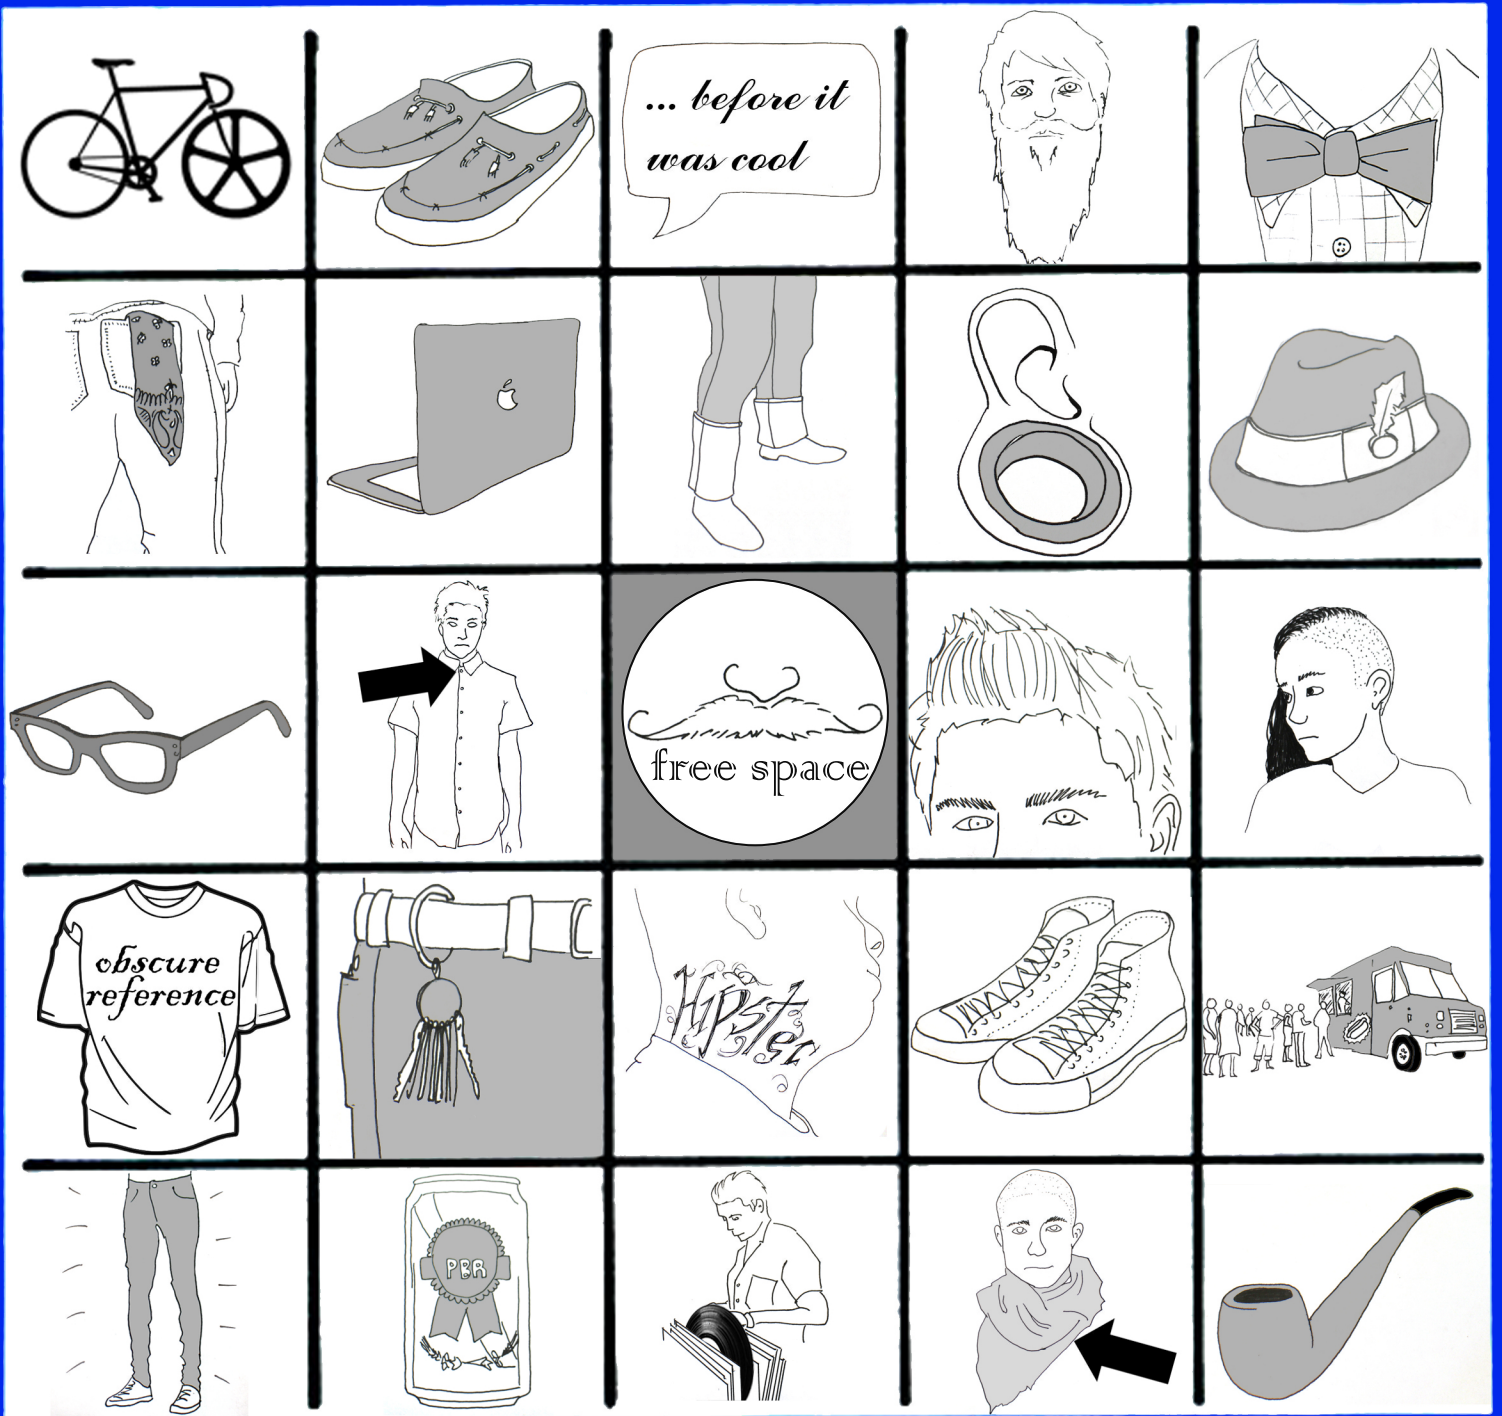 ... before it
was cool
free space
obscure
reference
Hipster
PBR